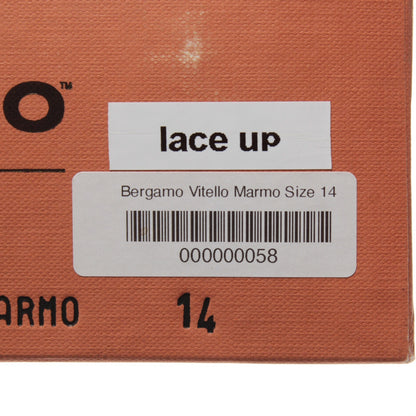 O™
lace up
Bergamo Vitello Marmo Size 14
000000058
ARMO 14